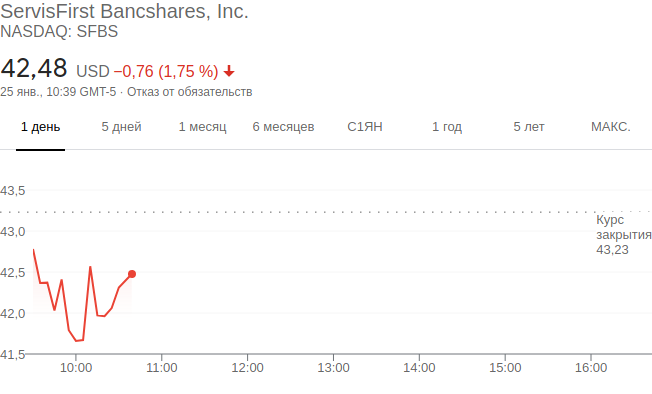 ServisFirst Bancshares, Inc.
NASDAQ: SFBS
42,48 USD −0,76 (1,75 %)
25 янв., 10:39 GMT-5 · Отказ от обязательств
1 день 5 дней 1 месяц 6 месяцев С1ЯН 1 год 5 лет МАКС.
43,5
Курс
закрытия
43,23
43,0
42,5
42,0
41,5
10:00 11:00 12:00 13:00 14:00 15:00 16:00